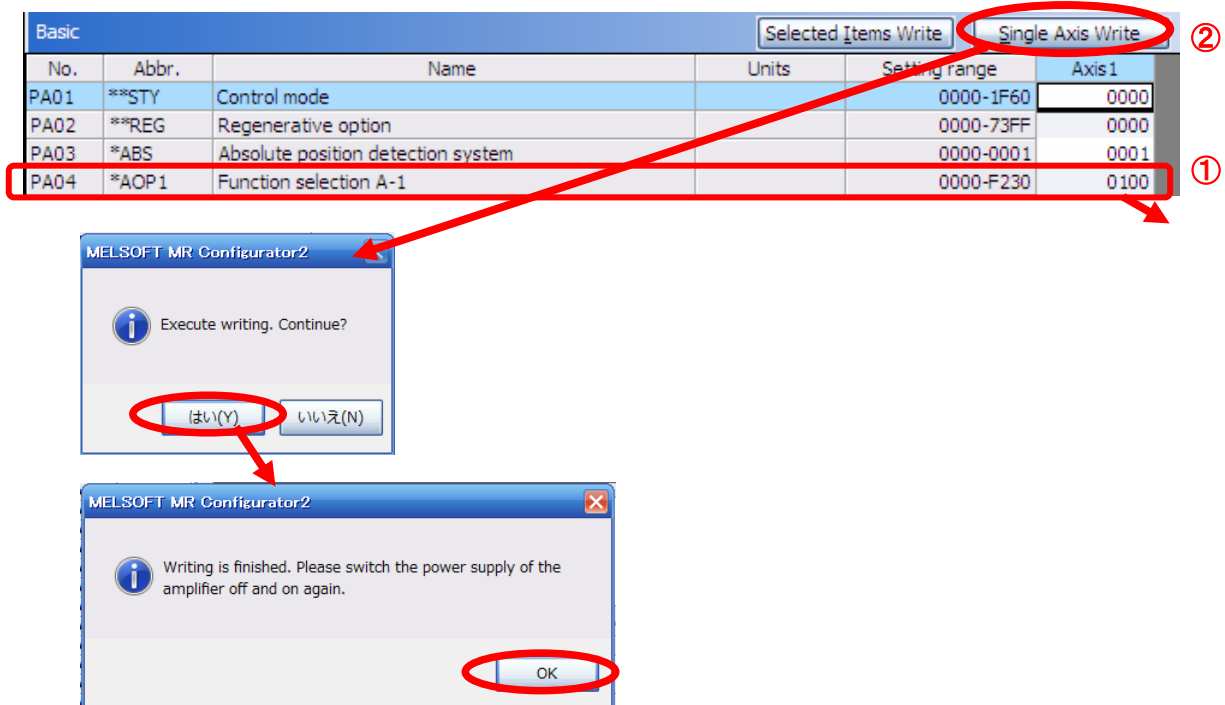 Basic Selected Items Write Single Axis Write ②
No. Abbr. Name Units Setting range Axis1
PA01 **STY Control mode 0000-1F60 0000
PA02 **REG Regenerative option 0000-73FF 0000
PA03 *ABS Absolute position detection system 0000-0001 0001
①
PA04 *AOP1 Function selection A-1 0000-F230 0100
MELSOFT MR Configurator2
Execute writing. Continue?
はい(Y) いいえ(N)
MELSOFT MR Configurator2
Writing is finished. Please switch the power supply of the
amplifier off and on again.
OK